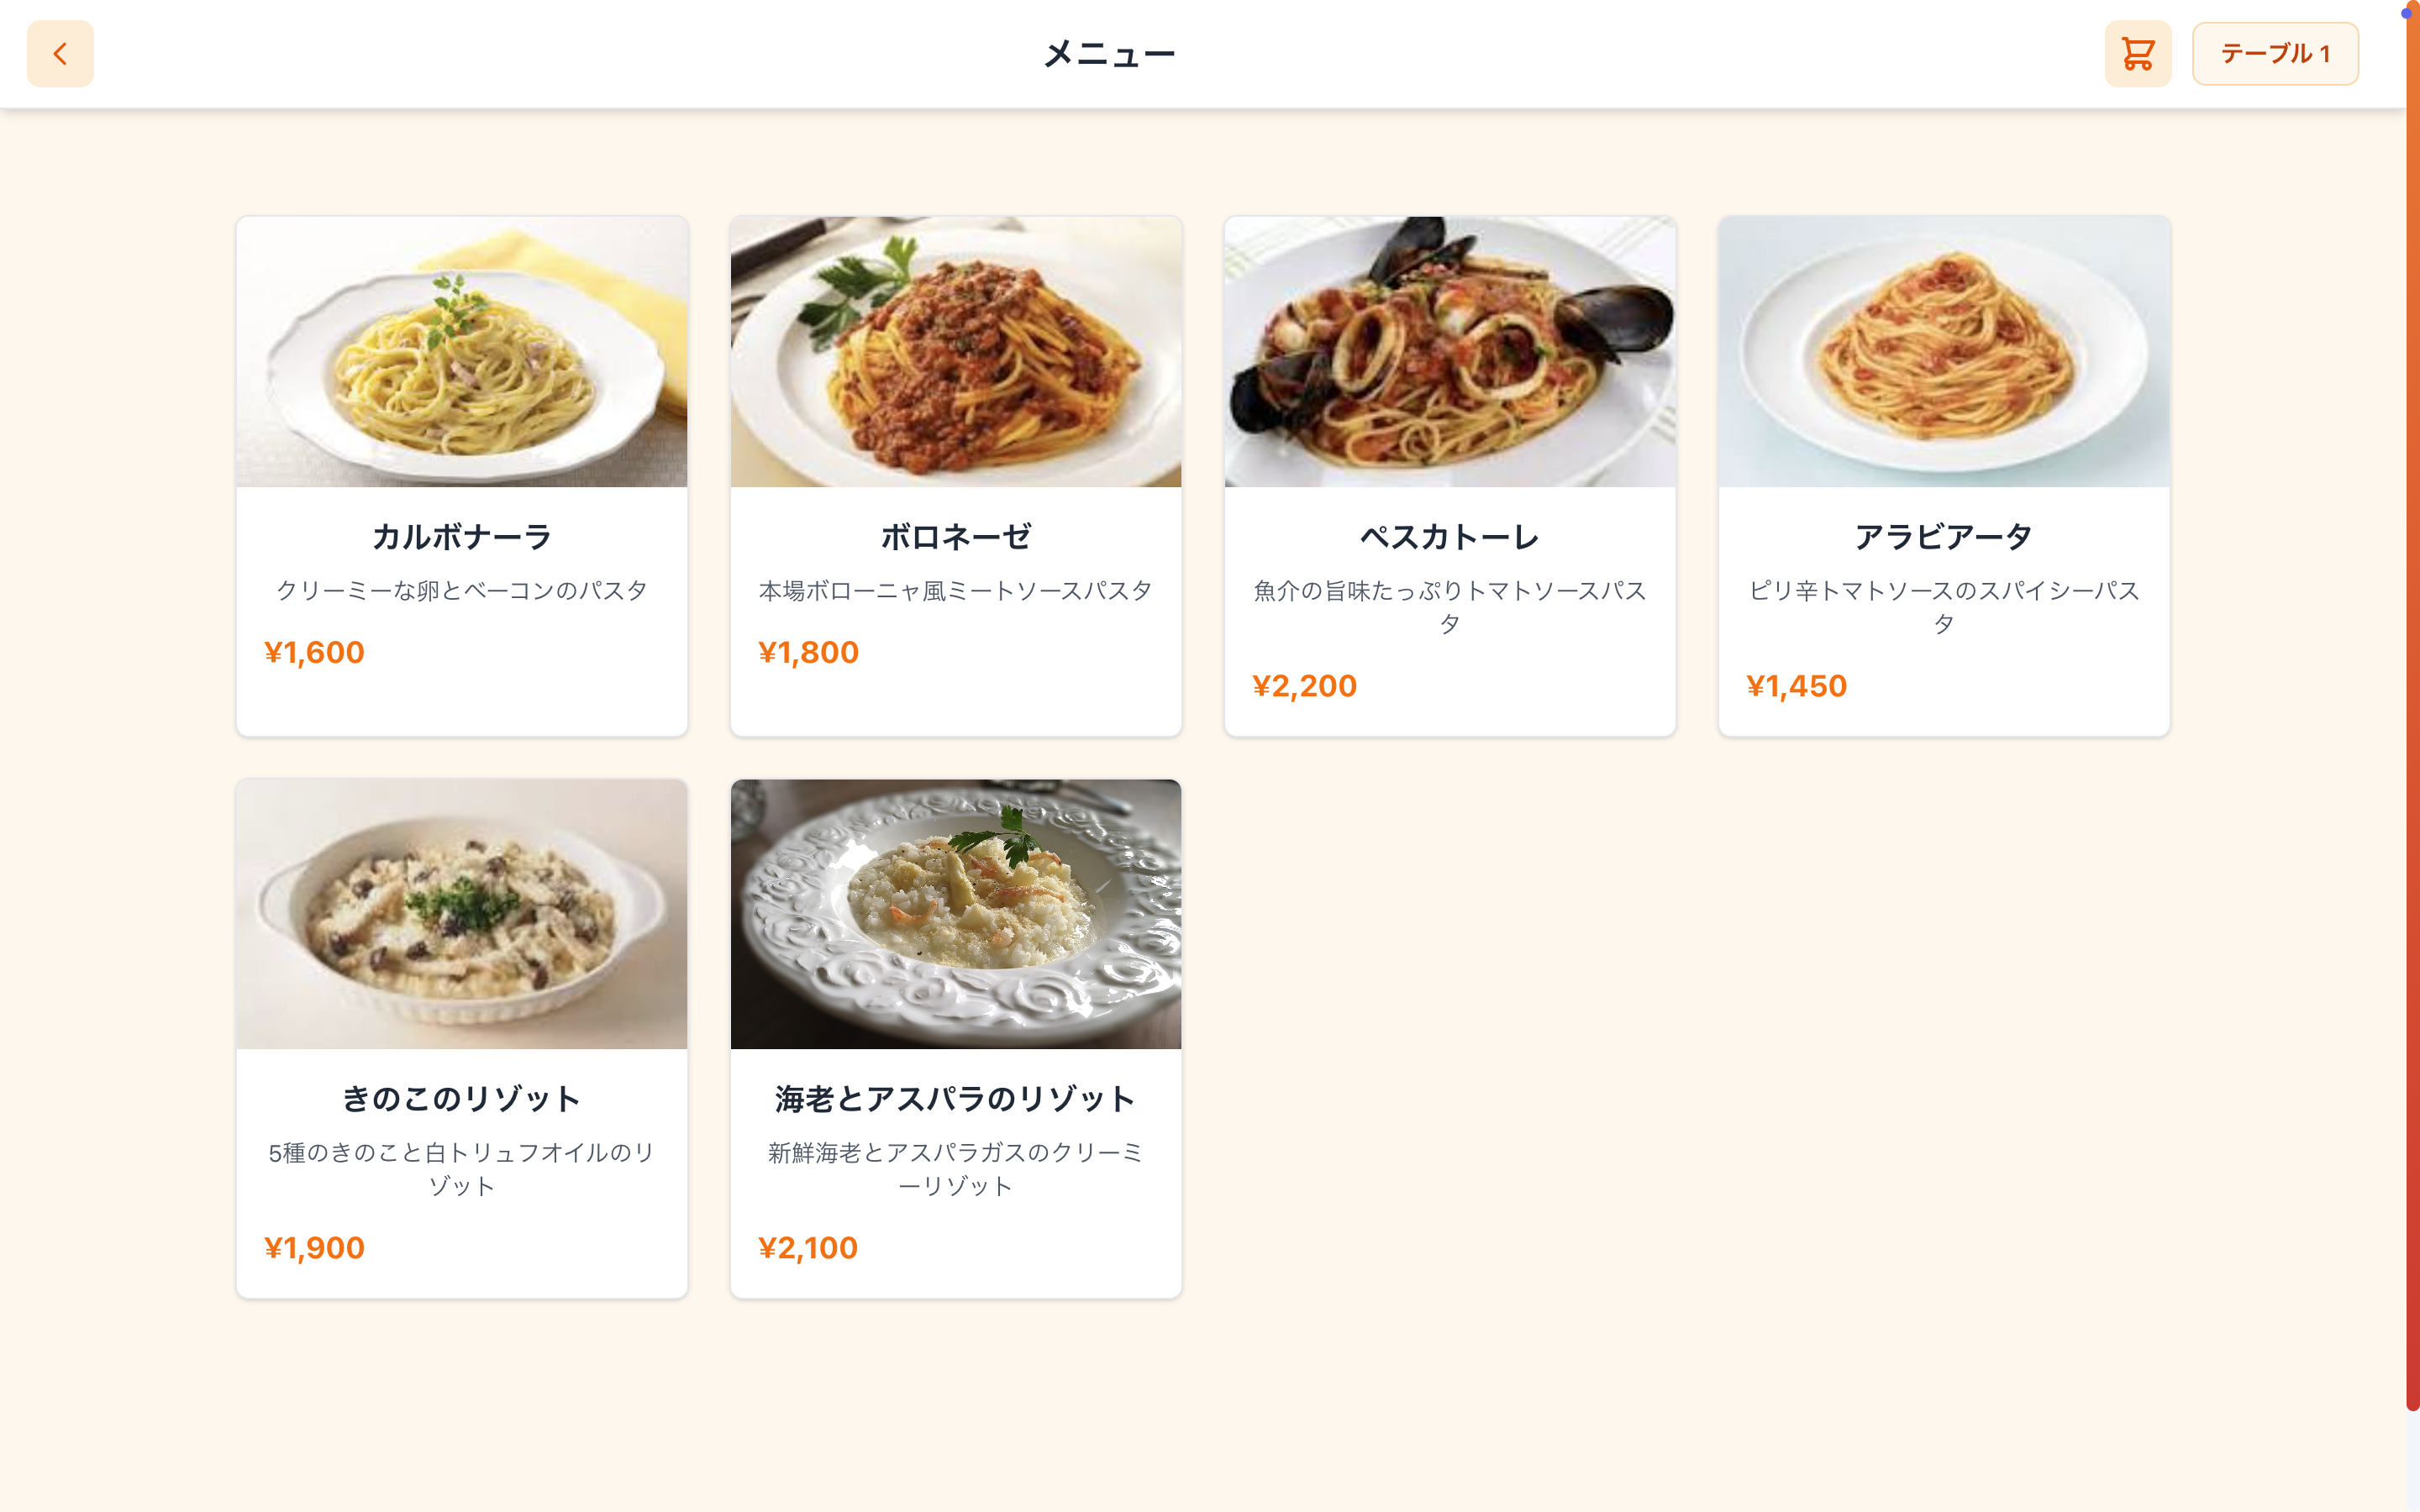 メニュー
テーブル 1
カルボナーラ
クリーミーな卵とベーコンのパスタ
¥1,600
ボロネーゼ
本場ボローニャ風ミートソースパスタ
¥1,800
ペスカトーレ
魚介の旨味たっぷりトマトソースパス
タ
¥2,200
アラビアータ
ピリ辛トマトソースのスパイシーパス
タ
¥1,450
きのこのリゾット
5種のきのこと白トリュフオイルのリ
ゾット
¥1,900
海老とアスパラのリゾット
新鮮海老とアスパラガスのクリーミ
ーリゾット
¥2,100